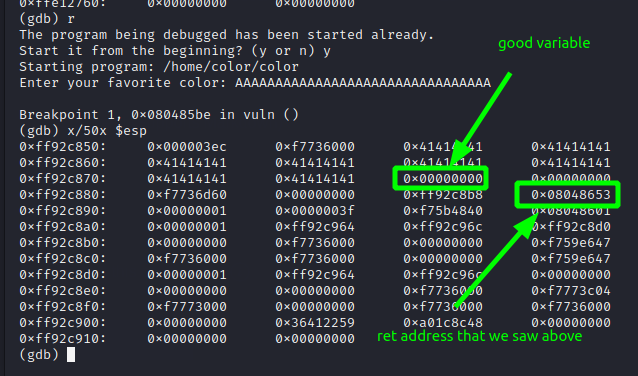 0×ffe12760: 0×00000000 0×00000000
(gdb) r
The program being debugged has been started already.
Start it from the beginning? (y or n) y
good variable
Starting program: /home/color/color
Enter your favorite color: AAAAAAAAAAAAAAAAAAAAAAAAAAAAAAAA
Breakpoint 1, 0×080485be in vuln ()
(gdb) x/50x $esp
0×ff92c850: 0×000003ec 0×f7736000 0×41414141 0×41414141
0×ff92c860: 0×41414141 0×41414141 0×41414141 0×41414141
0×ff92c870: 0×41414141 0×41414141 0×00000000 0×00000000
0×ff92c880: 0×f7736d60 0×00000000 0×ff92c8b8 0×08048653
0×ff92c890: 0×00000001 0×0000003f 0×f75b4840 0×08048601
0×ff92c8a0: 0×00000001 0×ff92c964 0×ff92c96c 0×ff92c8d0
0×ff92c8b0: 0×00000000 0×f7736000 0×00000000 0×f759e647
0×ff92c8c0: 0×f7736000 0×f7736000 0×00000000 0×f759e647
0×ff92c8d0: 0×00000001 0×ff92c964 0×ff92c96c 0×00000000
0×ff92c8e0: 0×00000000 0×00000000 0×f7736000 0×f7773c04
0×ff92c8f0: 0×f7773000 0×00000000 0×f7736000 0×f7736000
0×ff92c900: 0×00000000 0×36412259 0×a01c8c48 0×00000000
0×ff92c910: 0×00000000 0×00000000
ret address that we saw above
(gdb)